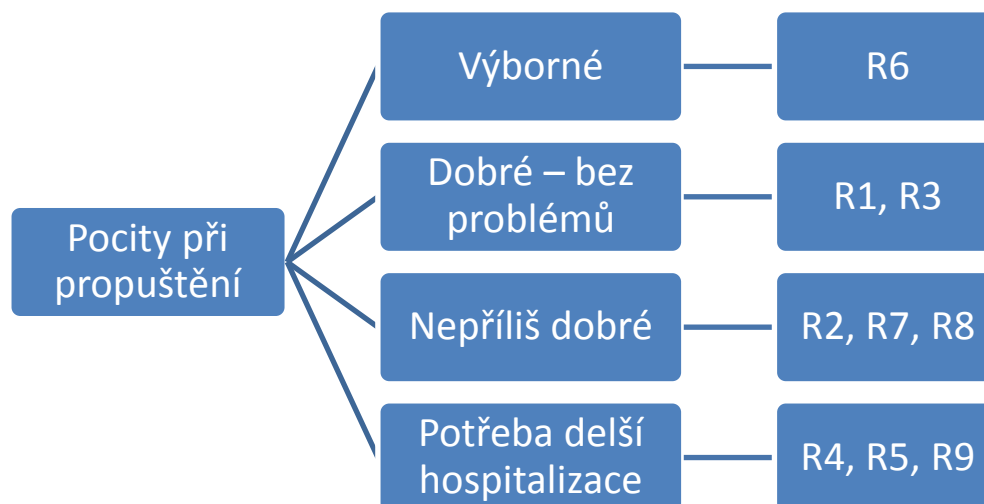 Pocity při
propuštění
Výborné
R6
Dobré – bez
problémů
R1, R3
Nepříliš dobré
R2, R7, R8
Potřeba delší
hospitalizace
R4, R5, R9